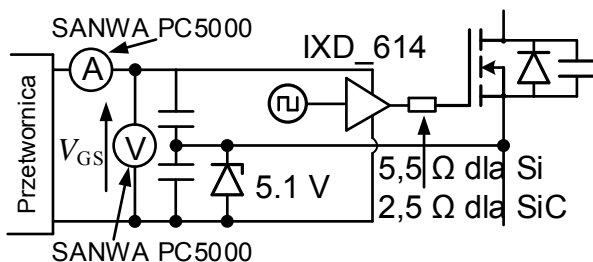 SANWA PC5000
IXD_614
A
Przetwornica
VGS
V
5.1 V
5,5 Ω dla Si
2,5 Ω dla SiC
SANWA PC5000